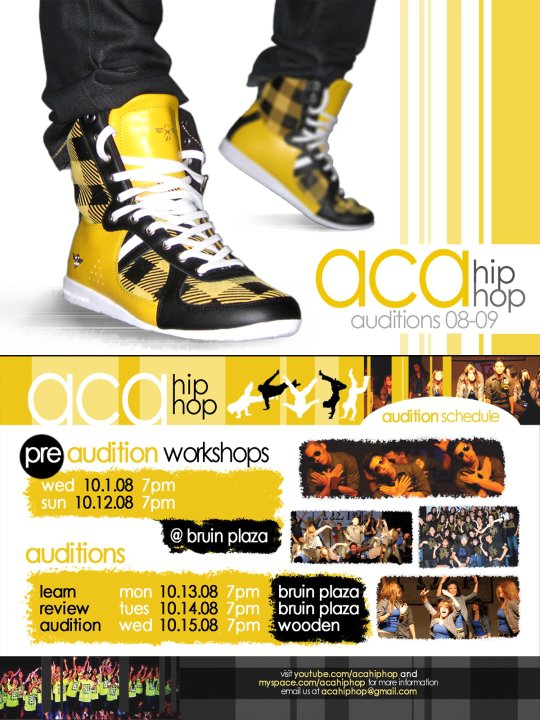 aca hip hop
auditions 08-09
aca hip hop
audition schedule
pre audition workshops
wed 10.1.08 7pm
sun 10.12.08 7pm
@ bruin plaza
auditions
learn mon 10.13.08 7pm bruin plaza
review tues 10.14.08 7pm bruin plaza
audition wed 10.15.08 7pm wooden
visit youtube.com/acahiphop and
myspace.com/acahiphop for more information
email us at acahiphop@gmail.com